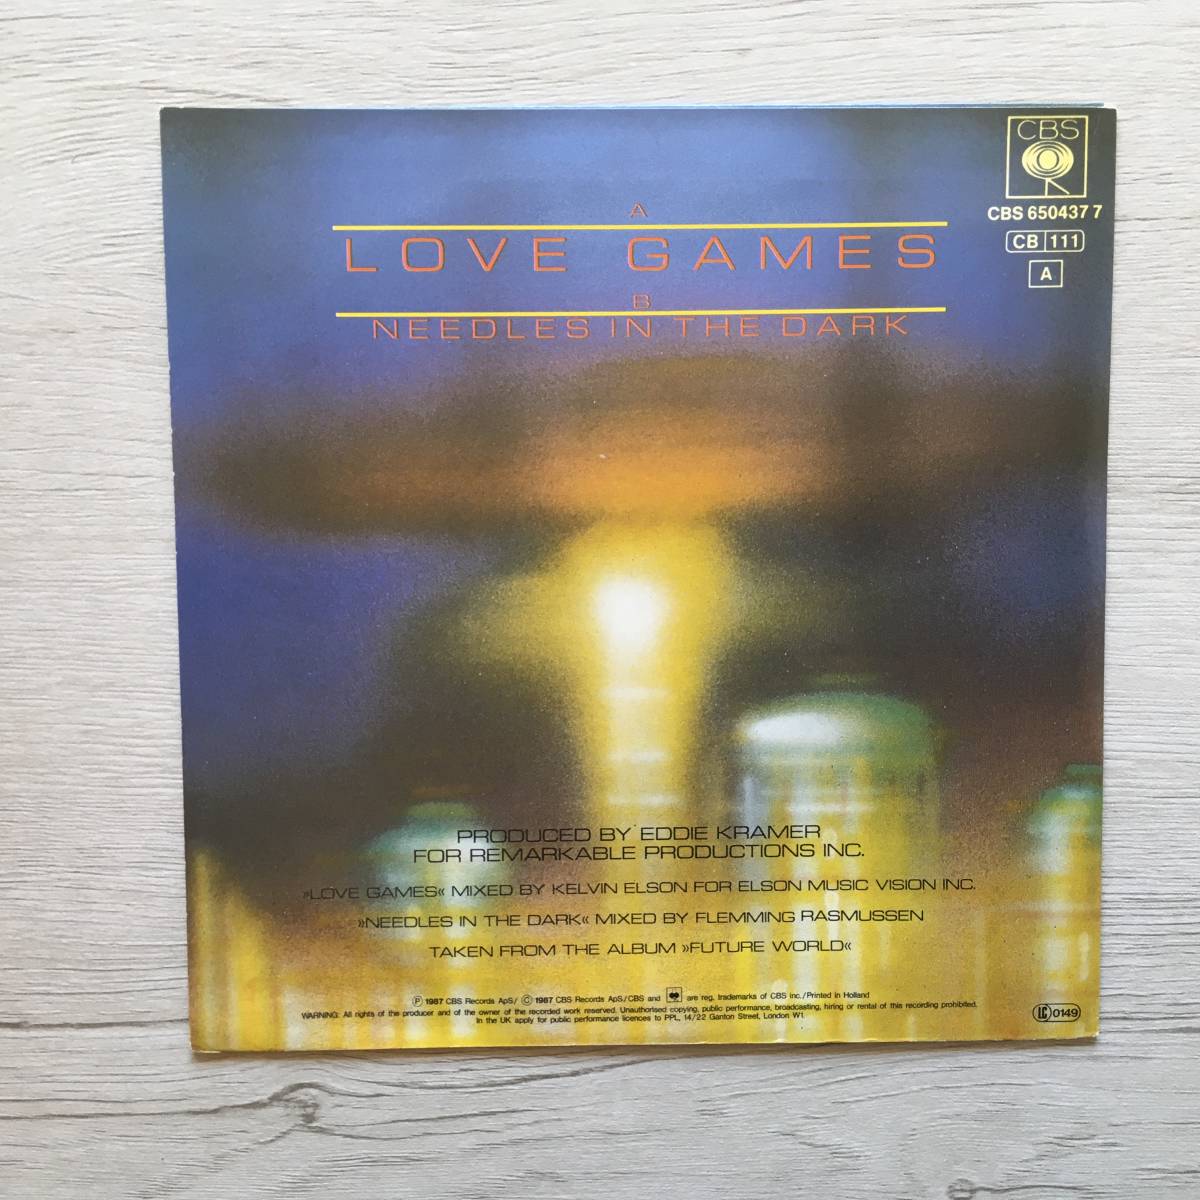 CBS
CBS 650437 7
CB 111
A
A
LOVE GAMES
B
NEEDLES IN THE DARK
PRODUCED BY EDDIE KRAMER
FOR REMARKABLE PRODUCTIONS INC.
»LOVE GAMES« MIXED BY KELVIN ELSON FOR ELSON MUSIC VISION INC.
»NEEDLES IN THE DARK« MIXED BY FLEMMING RASMUSSEN
TAKEN FROM THE ALBUM »FUTURE WORLD«
Ⓟ 1987 CBS Records ApS/ © 1987 CBS Records ApS/CBS and are reg. trademarks of CBS inc./Printed in Holland
WARNING: All rights of the producer and of the owner of the recorded work reserved. Unauthorised copying, public performance, broadcasting, hiring or rental of this recording prohibited.
In the UK apply for public performance licences to PPL, 14/22 Ganton Street, London W1.
LC 0149